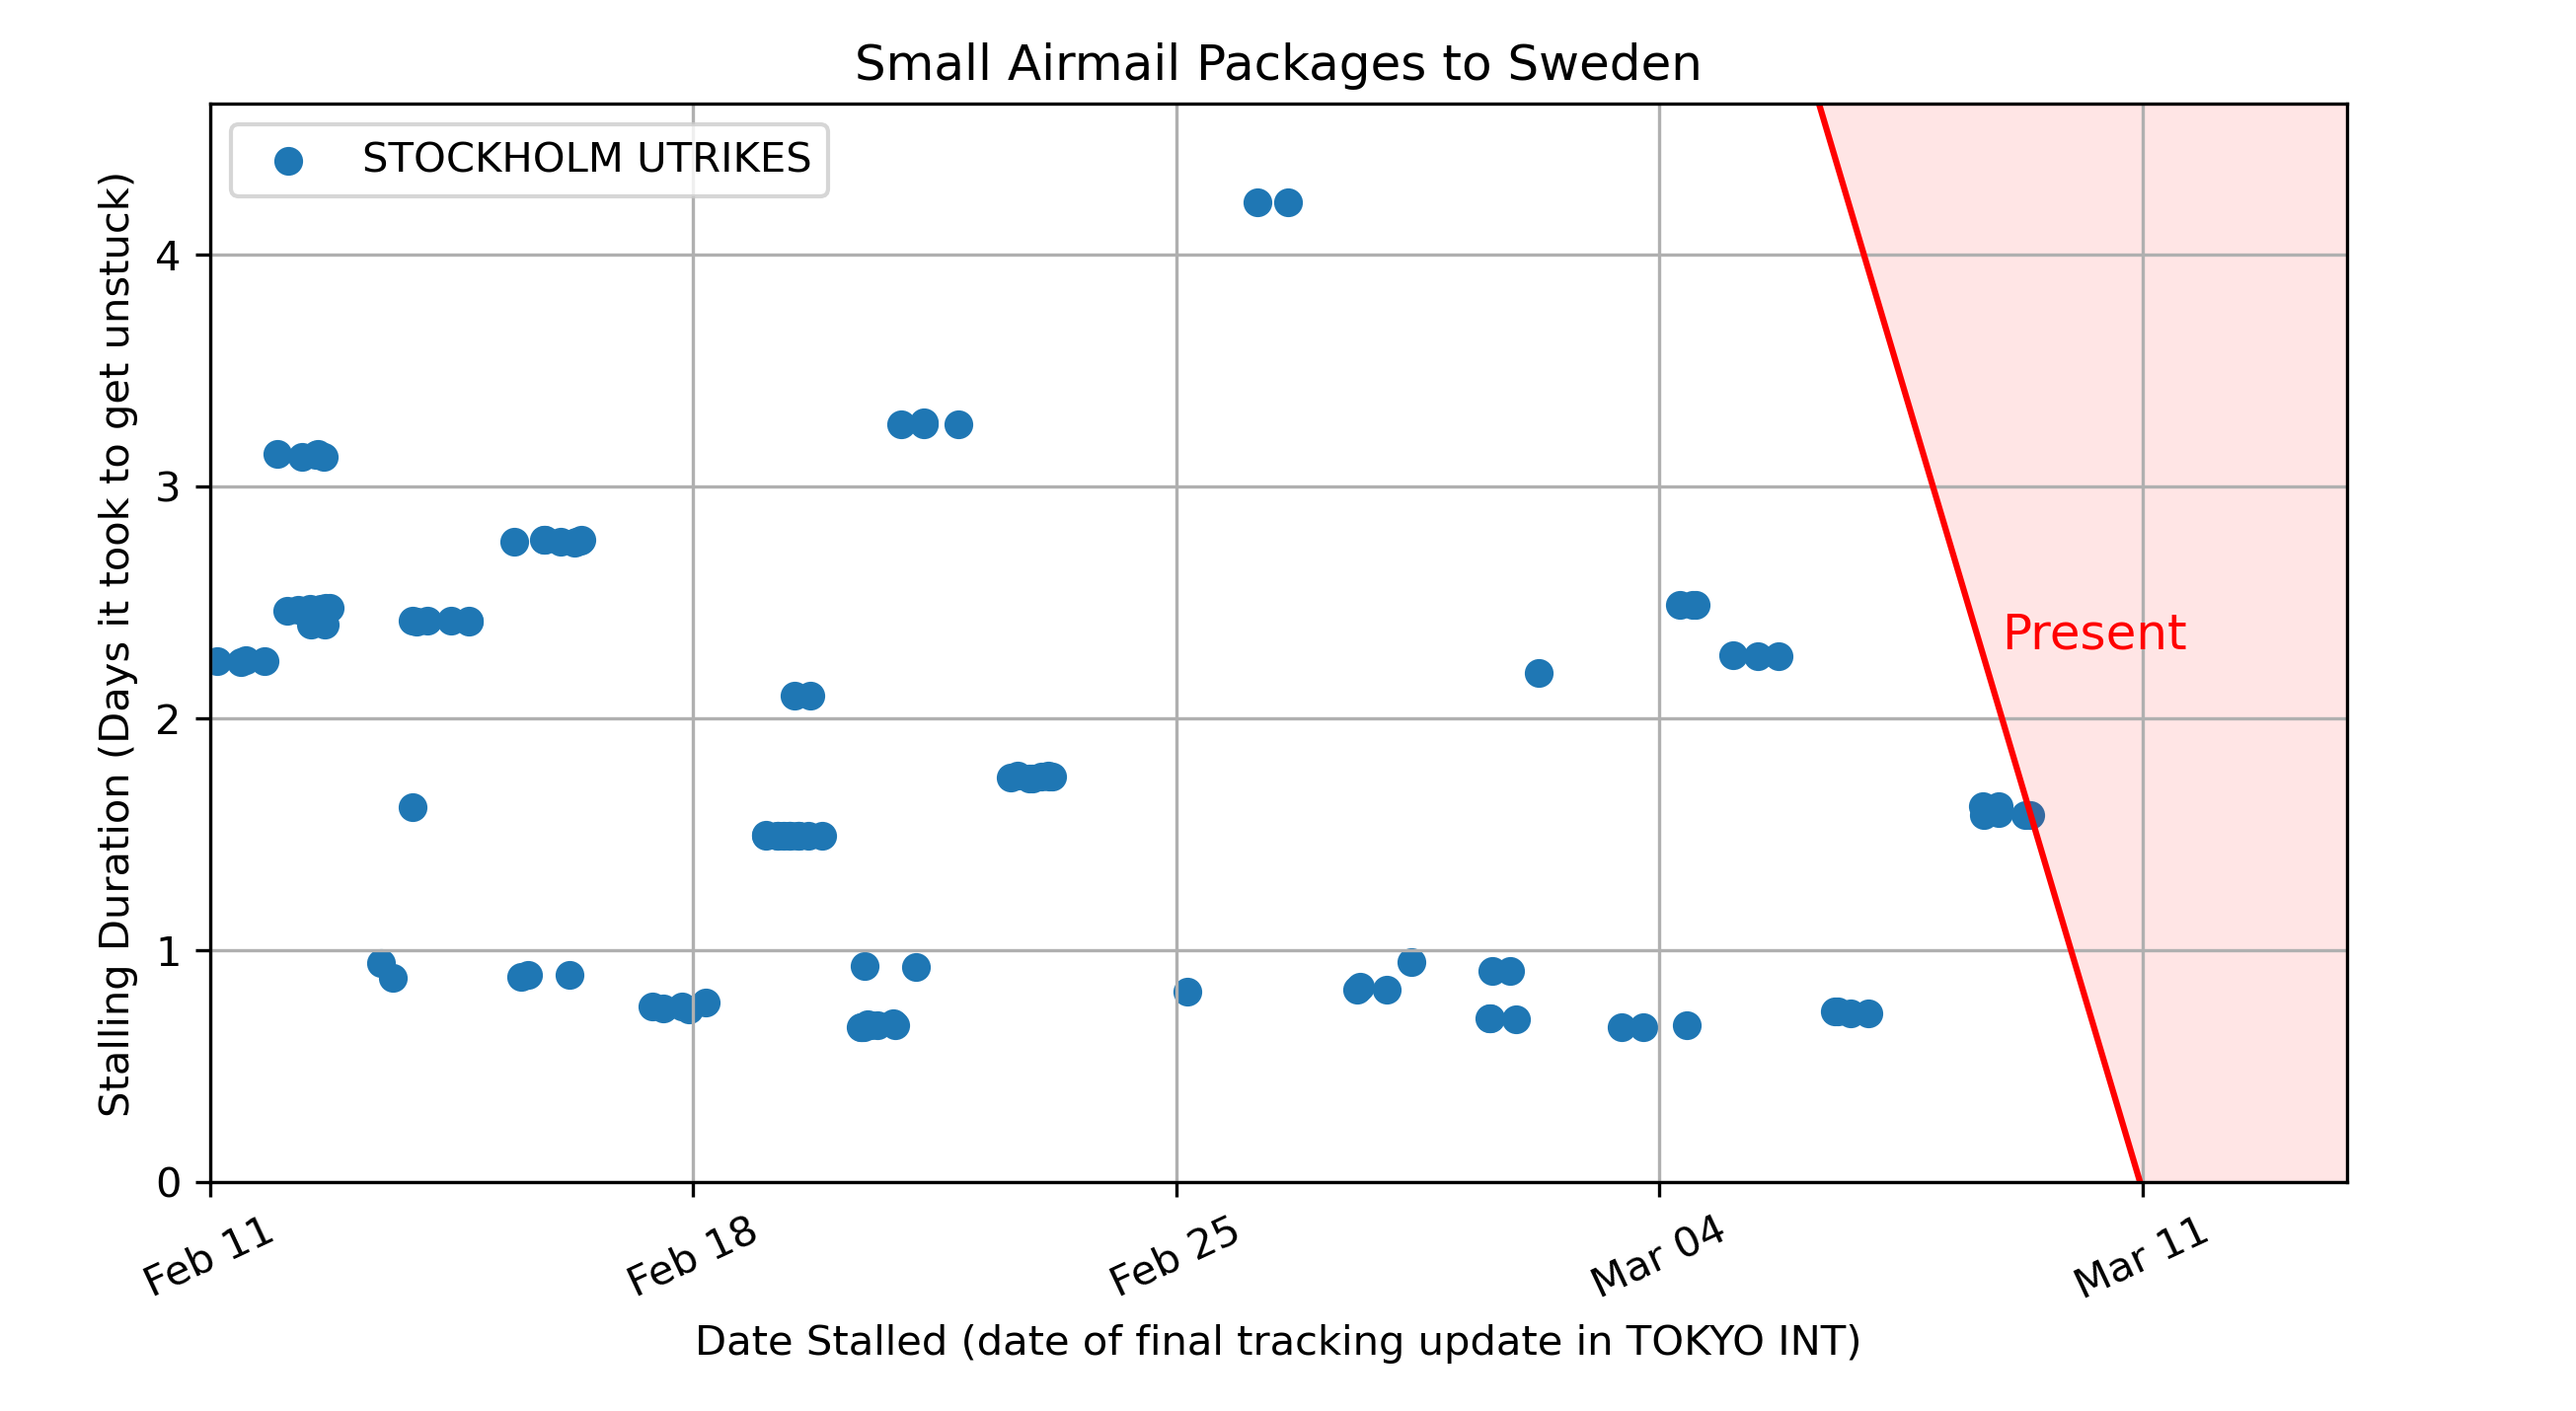 Small Airmail Packages to Sweden
STOCKHOLM UTRIKES
Stalling Duration (Days it took to get unstuck)
4
3
2
1
0
Present
Feb 11
Feb 18
Feb 25
Mar 04
Mar 11
Date Stalled (date of final tracking update in TOKYO INT)